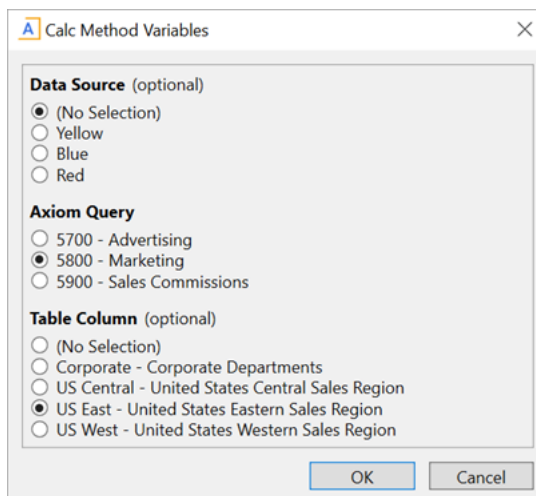 A Calc Method Variables
Data Source (optional)
(No Selection)
Yellow
Blue
Red
Axiom Query
5700 - Advertising
5800 - Marketing
5900 - Sales Commissions
Table Column (optional)
(No Selection)
Corporate - Corporate Departments
US Central - United States Central Sales Region
US East - United States Eastern Sales Region
US West - United States Western Sales Region
OK Cancel